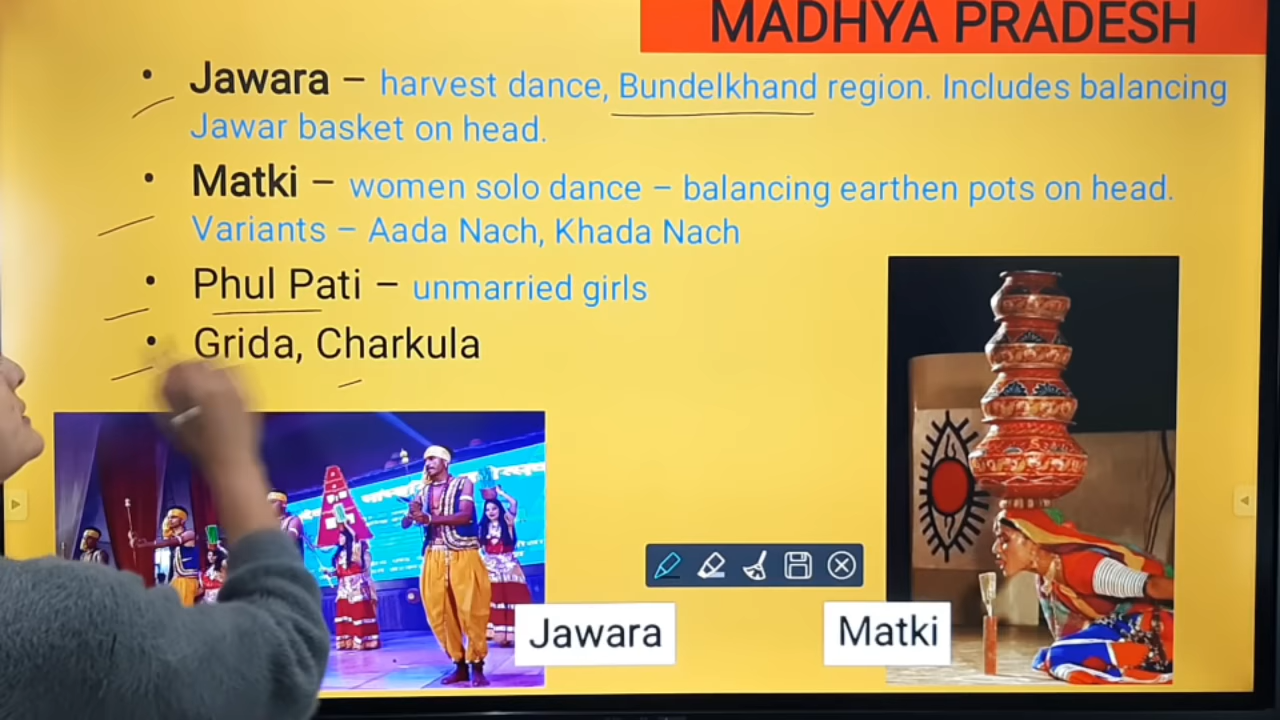 MADHYA PRADESH
• Jawara – harvest dance, Bundelkhand region. Includes balancing
Jawar basket on head.
• Matki – women solo dance – balancing earthen pots on head.
Variants – Aada Nach, Khada Nach
• Phul Pati – unmarried girls
• Grida, Charkula
Jawara
Matki